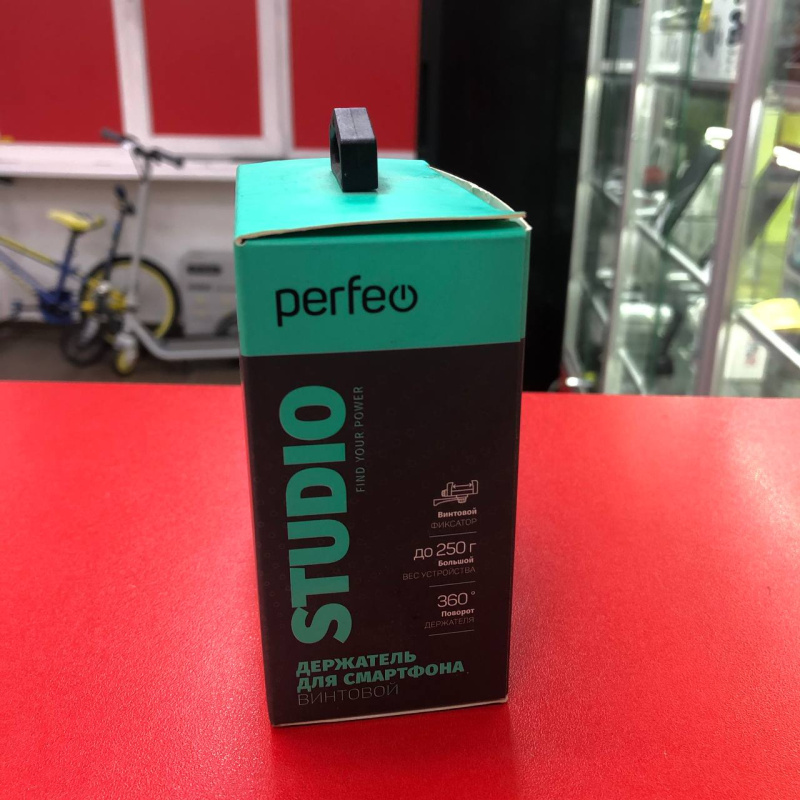 perfeo
STUDIO
FIND YOUR POWER
Винтовой
ФИКСАТОР
до 250 г
Большой
ВЕС УСТРОЙСТВА
360°
Поворот
ДЕРЖАТЕЛЯ
ДЕРЖАТЕЛЬ
ДЛЯ СМАРТФОНА
ВИНТОВОЙ